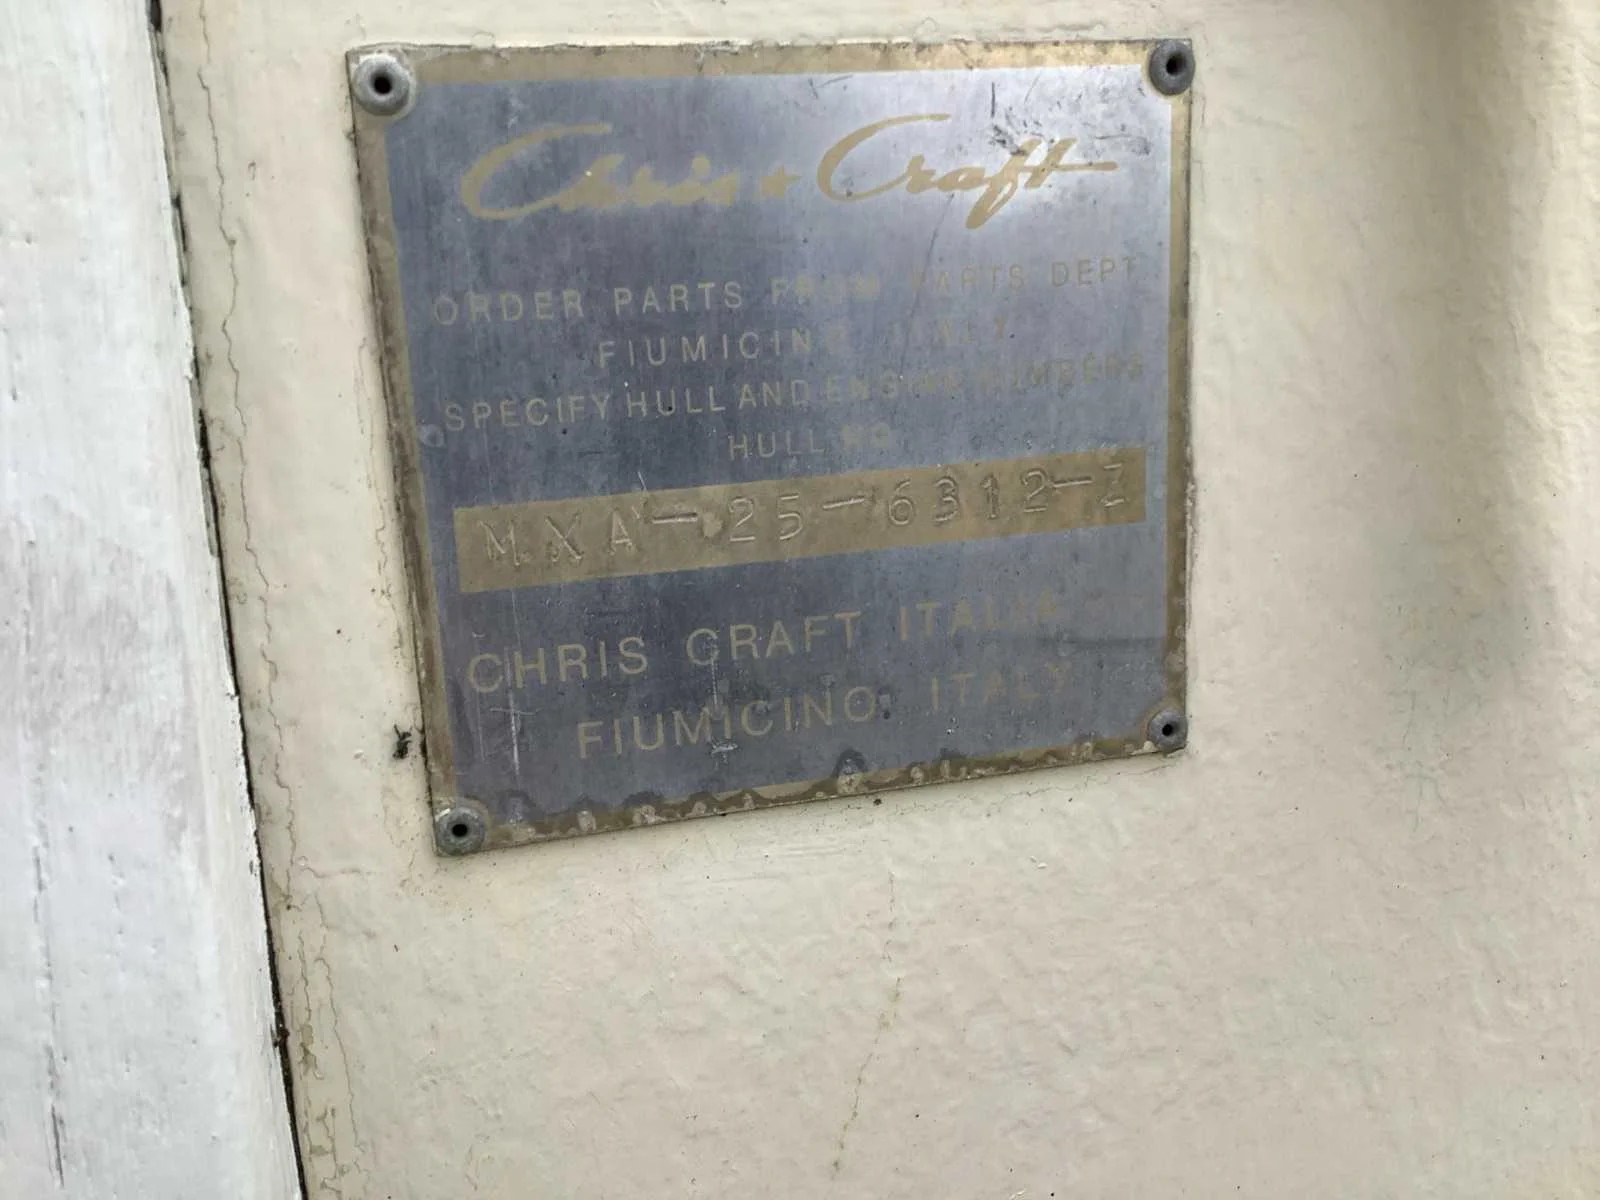 Chris Craft
ORDER PARTS FROM PARTS DEPT
FIUMICINO ITALY
SPECIFY HULL AND ENGINE NUMBERS
HULL NO
MXA-25-6312-Z
CHRIS CRAFT ITALIA
FIUMICINO ITALY